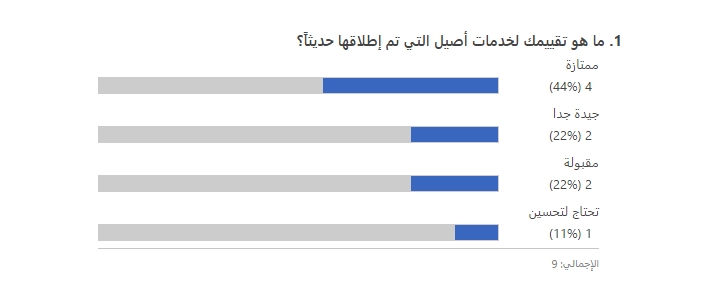 1. ما هو تقييمك لخدمات أصيل التي تم إطلاقها حديثاً؟
ممتازة
4 (44%)
جيدة جدا
2 (22%)
مقبولة
2 (22%)
تحتاج لتحسين
1 (11%)
الإجمالي: 9